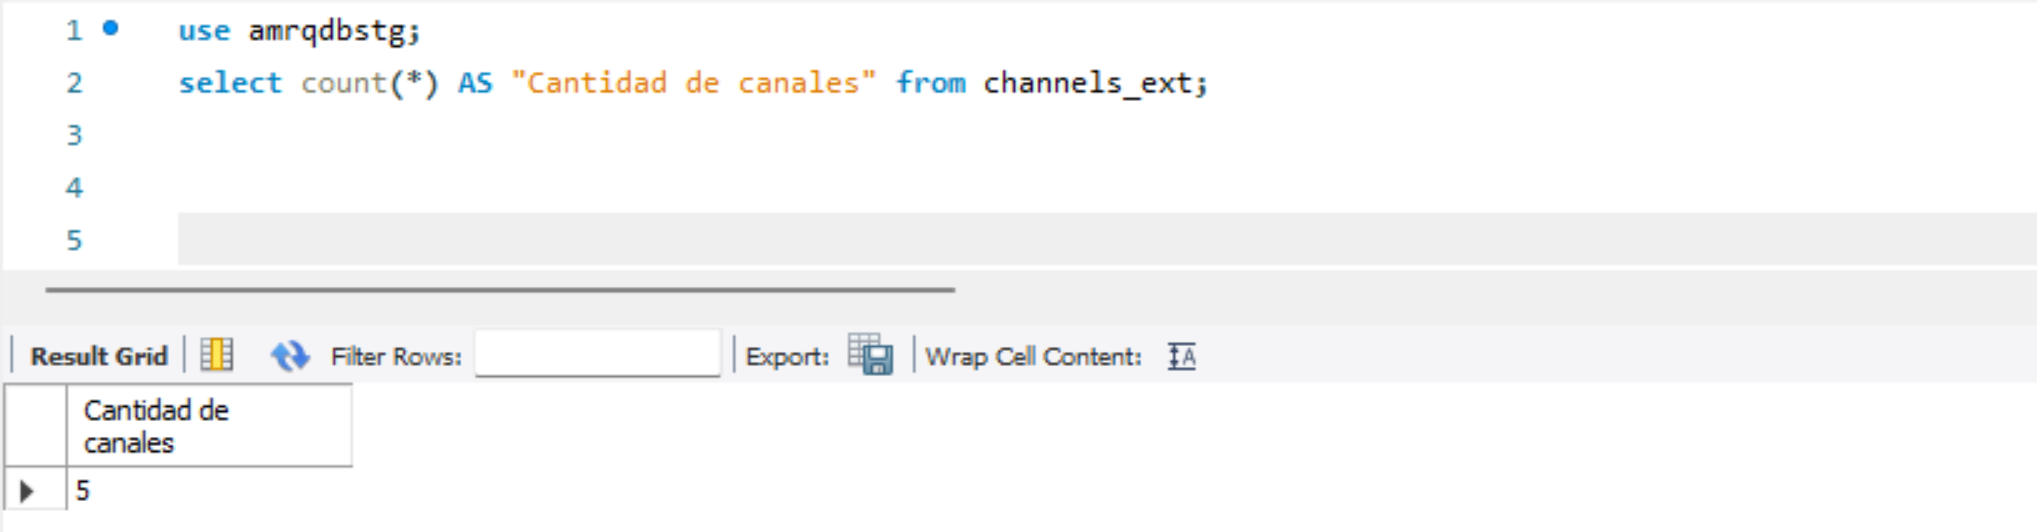 1 use amrqdbstg;
2 select count(*) AS "Cantidad de canales" from channels_ext;
3
4
5
Result Grid Filter Rows: Export: Wrap Cell Content: IA
Cantidad de
canales
5